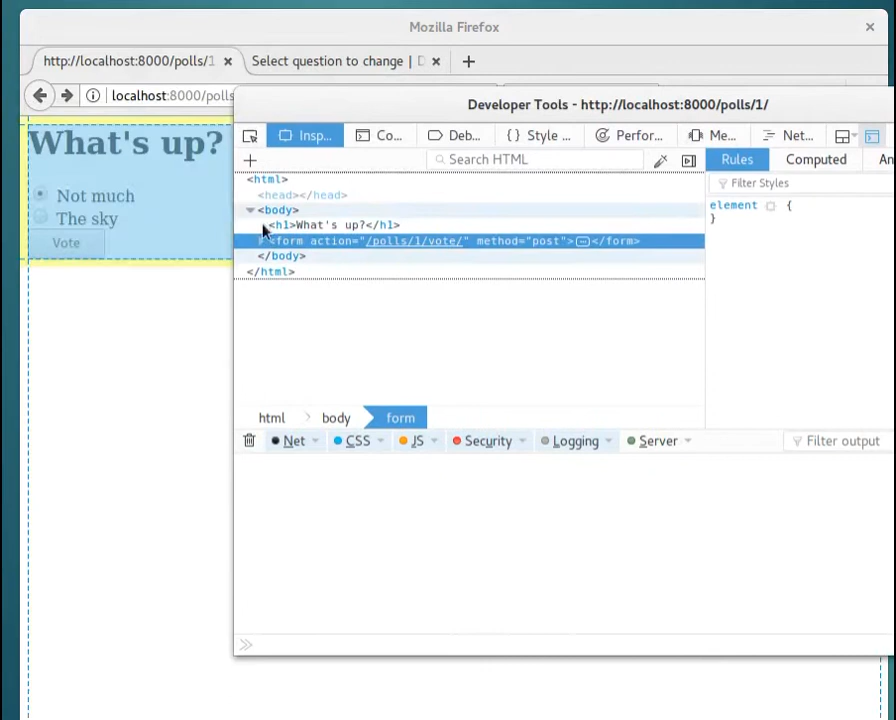 Mozilla Firefox
http://localhost:8000/polls/1
Select question to change | D
localhost:8000/polls
Developer Tools - http://localhost:8000/polls/1/
Insp...
Co...
Deb...
{ } Style ...
Perfor...
Me...
Net...
Search HTML
Rules
Computed
An
Filter Styles
What's up?
Not much
The sky
Vote
<html>
<head></head>
<body>
<h1>What's up?</h1>
<form action="/polls/1/vote/" method="post"></form>
</body>
</html>
element {
}
html
body
form
Net
CSS
JS
Security
Logging
Server
Filter output